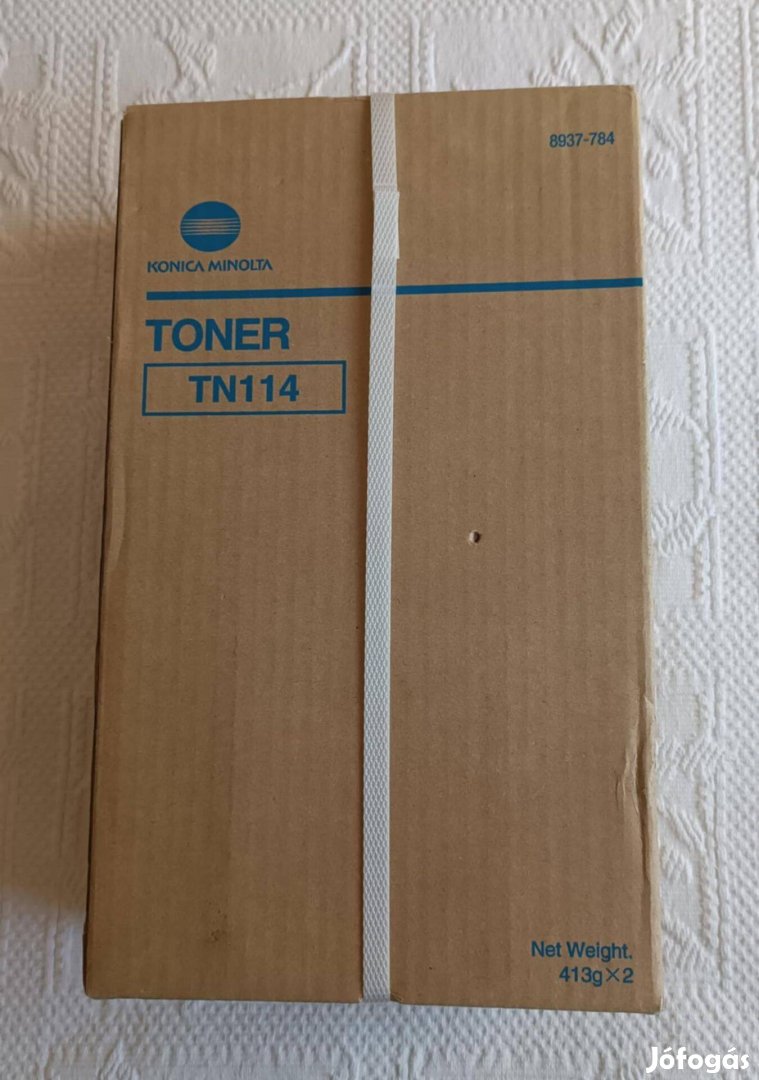 8937-784
KONICA MINOLTA
TONER
TN114
Net Weight.
413g×2
Jófogás